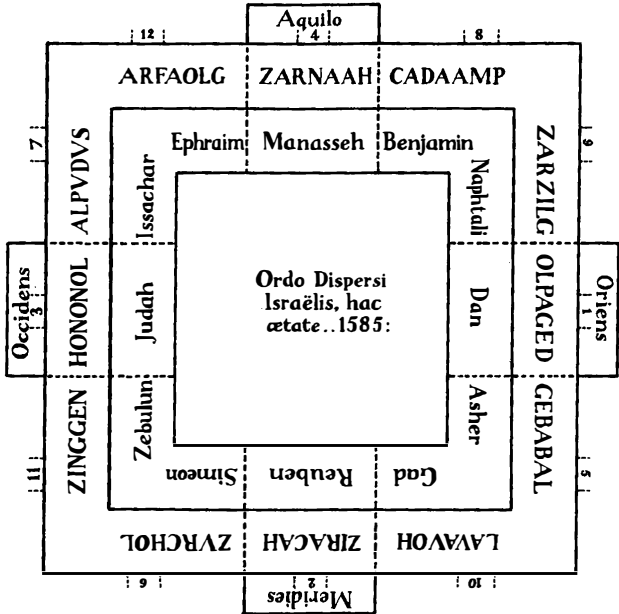 Aquilo
12 4 8
ARFAOLG ZARNAAH CADAAMP
Ephraim Manasseh Benjamin
7 ALPVDVS Issachar
Naphtali ZARZILG 9
Occidens 3 HONONOL Judah
Ordo Dispersi
Israëlis, hac
ætate..1585:
Dan OLPAGED 1 Oriens
11 ZINGGEN Zebulun
Asher GEBABAL 5
Simeon Reuben Gad
ZVRCHOL ZIRACAH LAVAVOH
6 2 10
Meridies